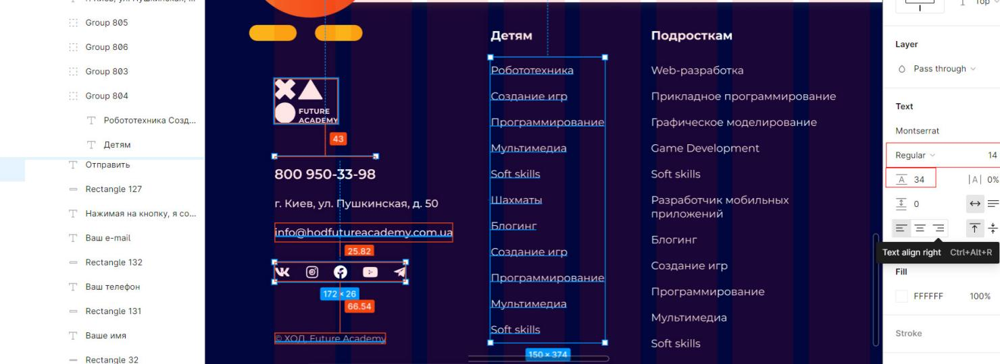 Group 805
Group 806
Group 803
Group 804
Робототехника Созд...
Детям
Отправить
Rectangle 127
Нажимая на кнопку, я со...
Ваш e-mail
Rectangle 132
Ваш телефон
Rectangle 131
Ваше имя
Rectangle 32
FUTURE
ACADEMY
43
800 950-33-98
г. Киев, ул. Пушкинская, д. 50
info@hodfutureacademy.com.ua
25.82
172 × 26
66.54
© ХОД, Future Academy
Детям
Робототехника
Создание игр
Программирование
Мультимедиа
Soft skills
Шахматы
Блогинг
Создание игр
Программирование
Мультимедиа
Soft skills
150 × 374
Подросткам
Web-разработка
Прикладное программирование
Графическое моделирование
Game Development
Soft skills
Разработчик мобильных
приложений
Блогинг
Создание игр
Программирование
Мультимедиа
Soft skills
Top
Layer
Pass through
Text
Montserrat
Regular 14
34 0%
0
Text align right Ctrl+Alt+R
Fill
FFFFFF 100%
Stroke